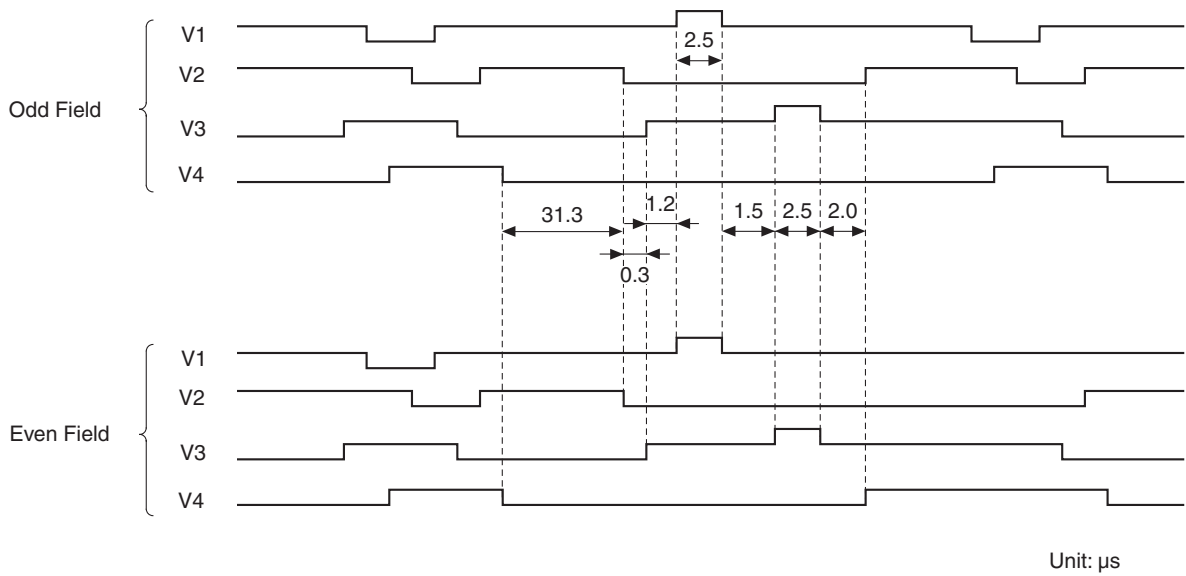 V1
2.5
V2
Odd Field
V3
V4
31.3
1.2
1.5
2.5
2.0
0.3
V1
V2
Even Field
V3
V4
Unit: µs